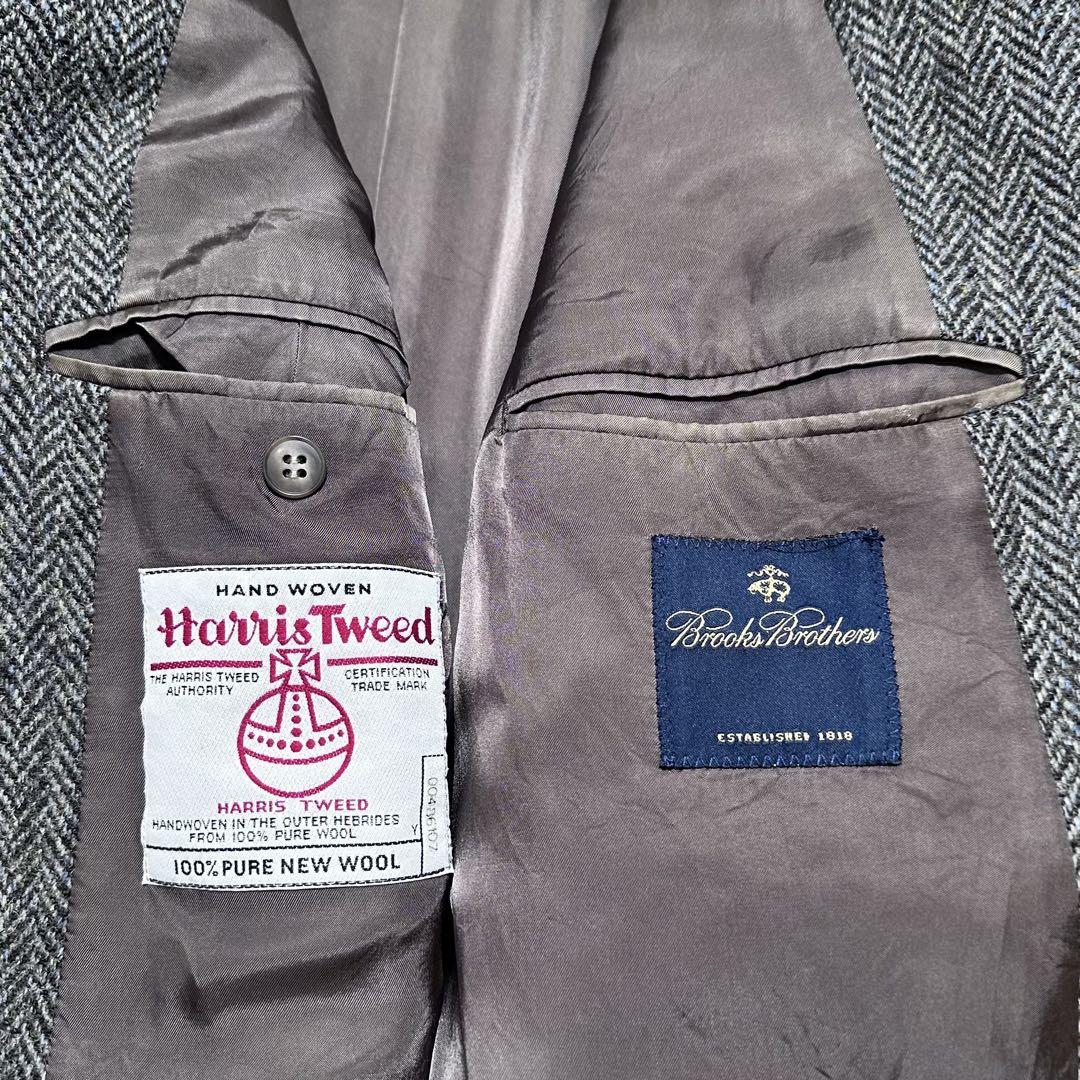 HAND WOVEN
Harris Tweed
THE HARRIS TWEED
AUTHORITY
CERTIFICATION
TRADE MARK
HARRIS TWEED
HANDWOVEN IN THE OUTER HEBRIDES
FROM 100% PURE WOOL
Y
100% PURE NEW WOOL
Brooks Brothers
ESTABLISHED 1818